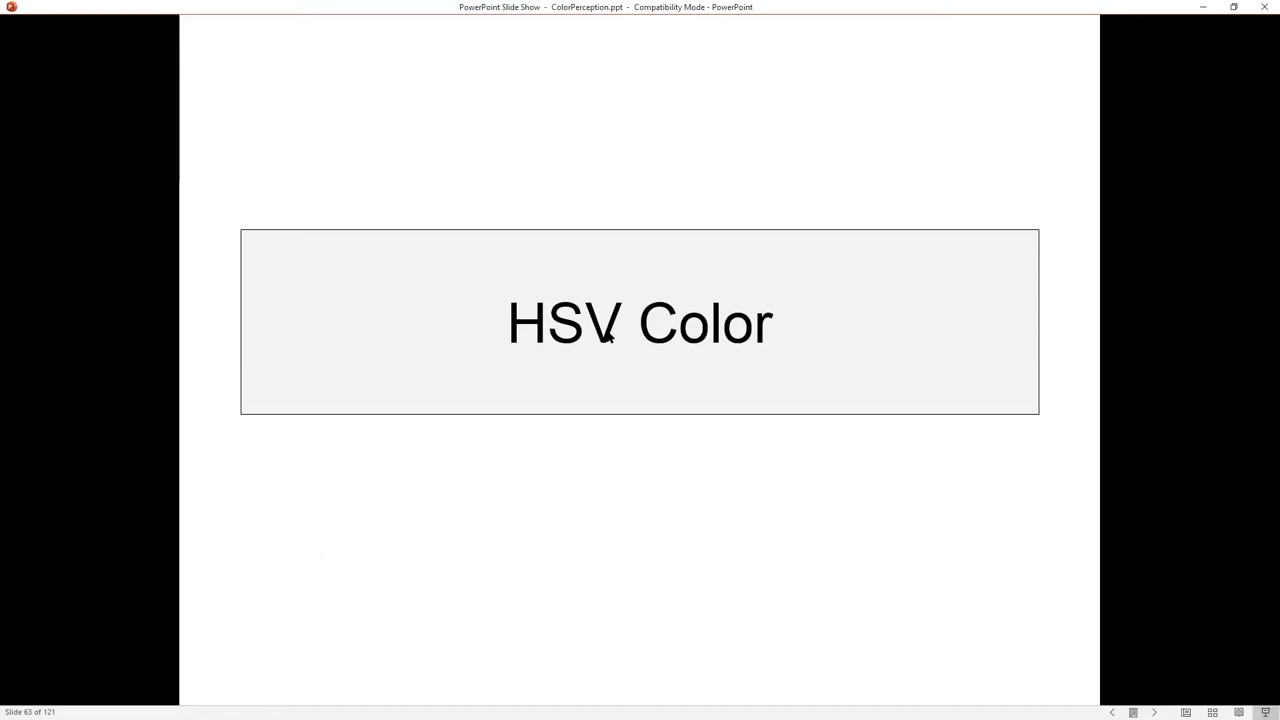 PowerPoint Slide Show - ColorPerception.ppt - Compatibility Mode - PowerPoint
HSV Color
Slide 63 of 121